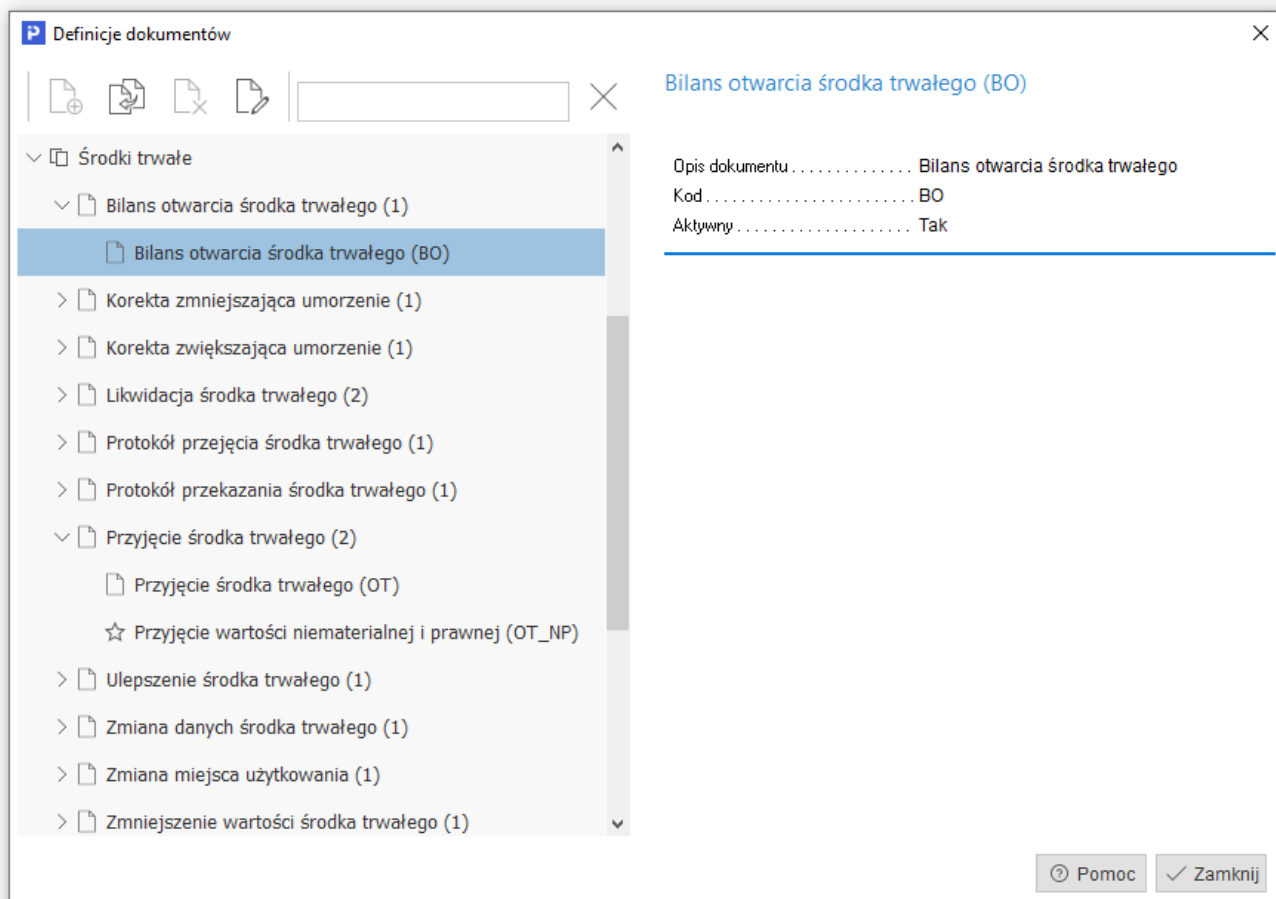 Definicje dokumentów
Środki trwałe
Bilans otwarcia środka trwałego (1)
Bilans otwarcia środka trwałego (BO)
Korekta zmniejszająca umorzenie (1)
Korekta zwiększająca umorzenie (1)
Likwidacja środka trwałego (2)
Protokół przejęcia środka trwałego (1)
Protokół przekazania środka trwałego (1)
Przyjęcie środka trwałego (2)
Przyjęcie środka trwałego (OT)
Przyjęcie wartości niematerialnej i prawnej (OT_NP)
Ulepszenie środka trwałego (1)
Zmiana danych środka trwałego (1)
Zmiana miejsca użytkowania (1)
Zmniejszenie wartości środka trwałego (1)
Bilans otwarcia środka trwałego (BO)
Opis dokumentu . . . . . . . . . . . . . . Bilans otwarcia środka trwałego
Kod . . . . . . . . . . . . . . . . . . . . . . . . BO
Aktywny . . . . . . . . . . . . . . . . . . . . Tak
Pomoc
Zamknij